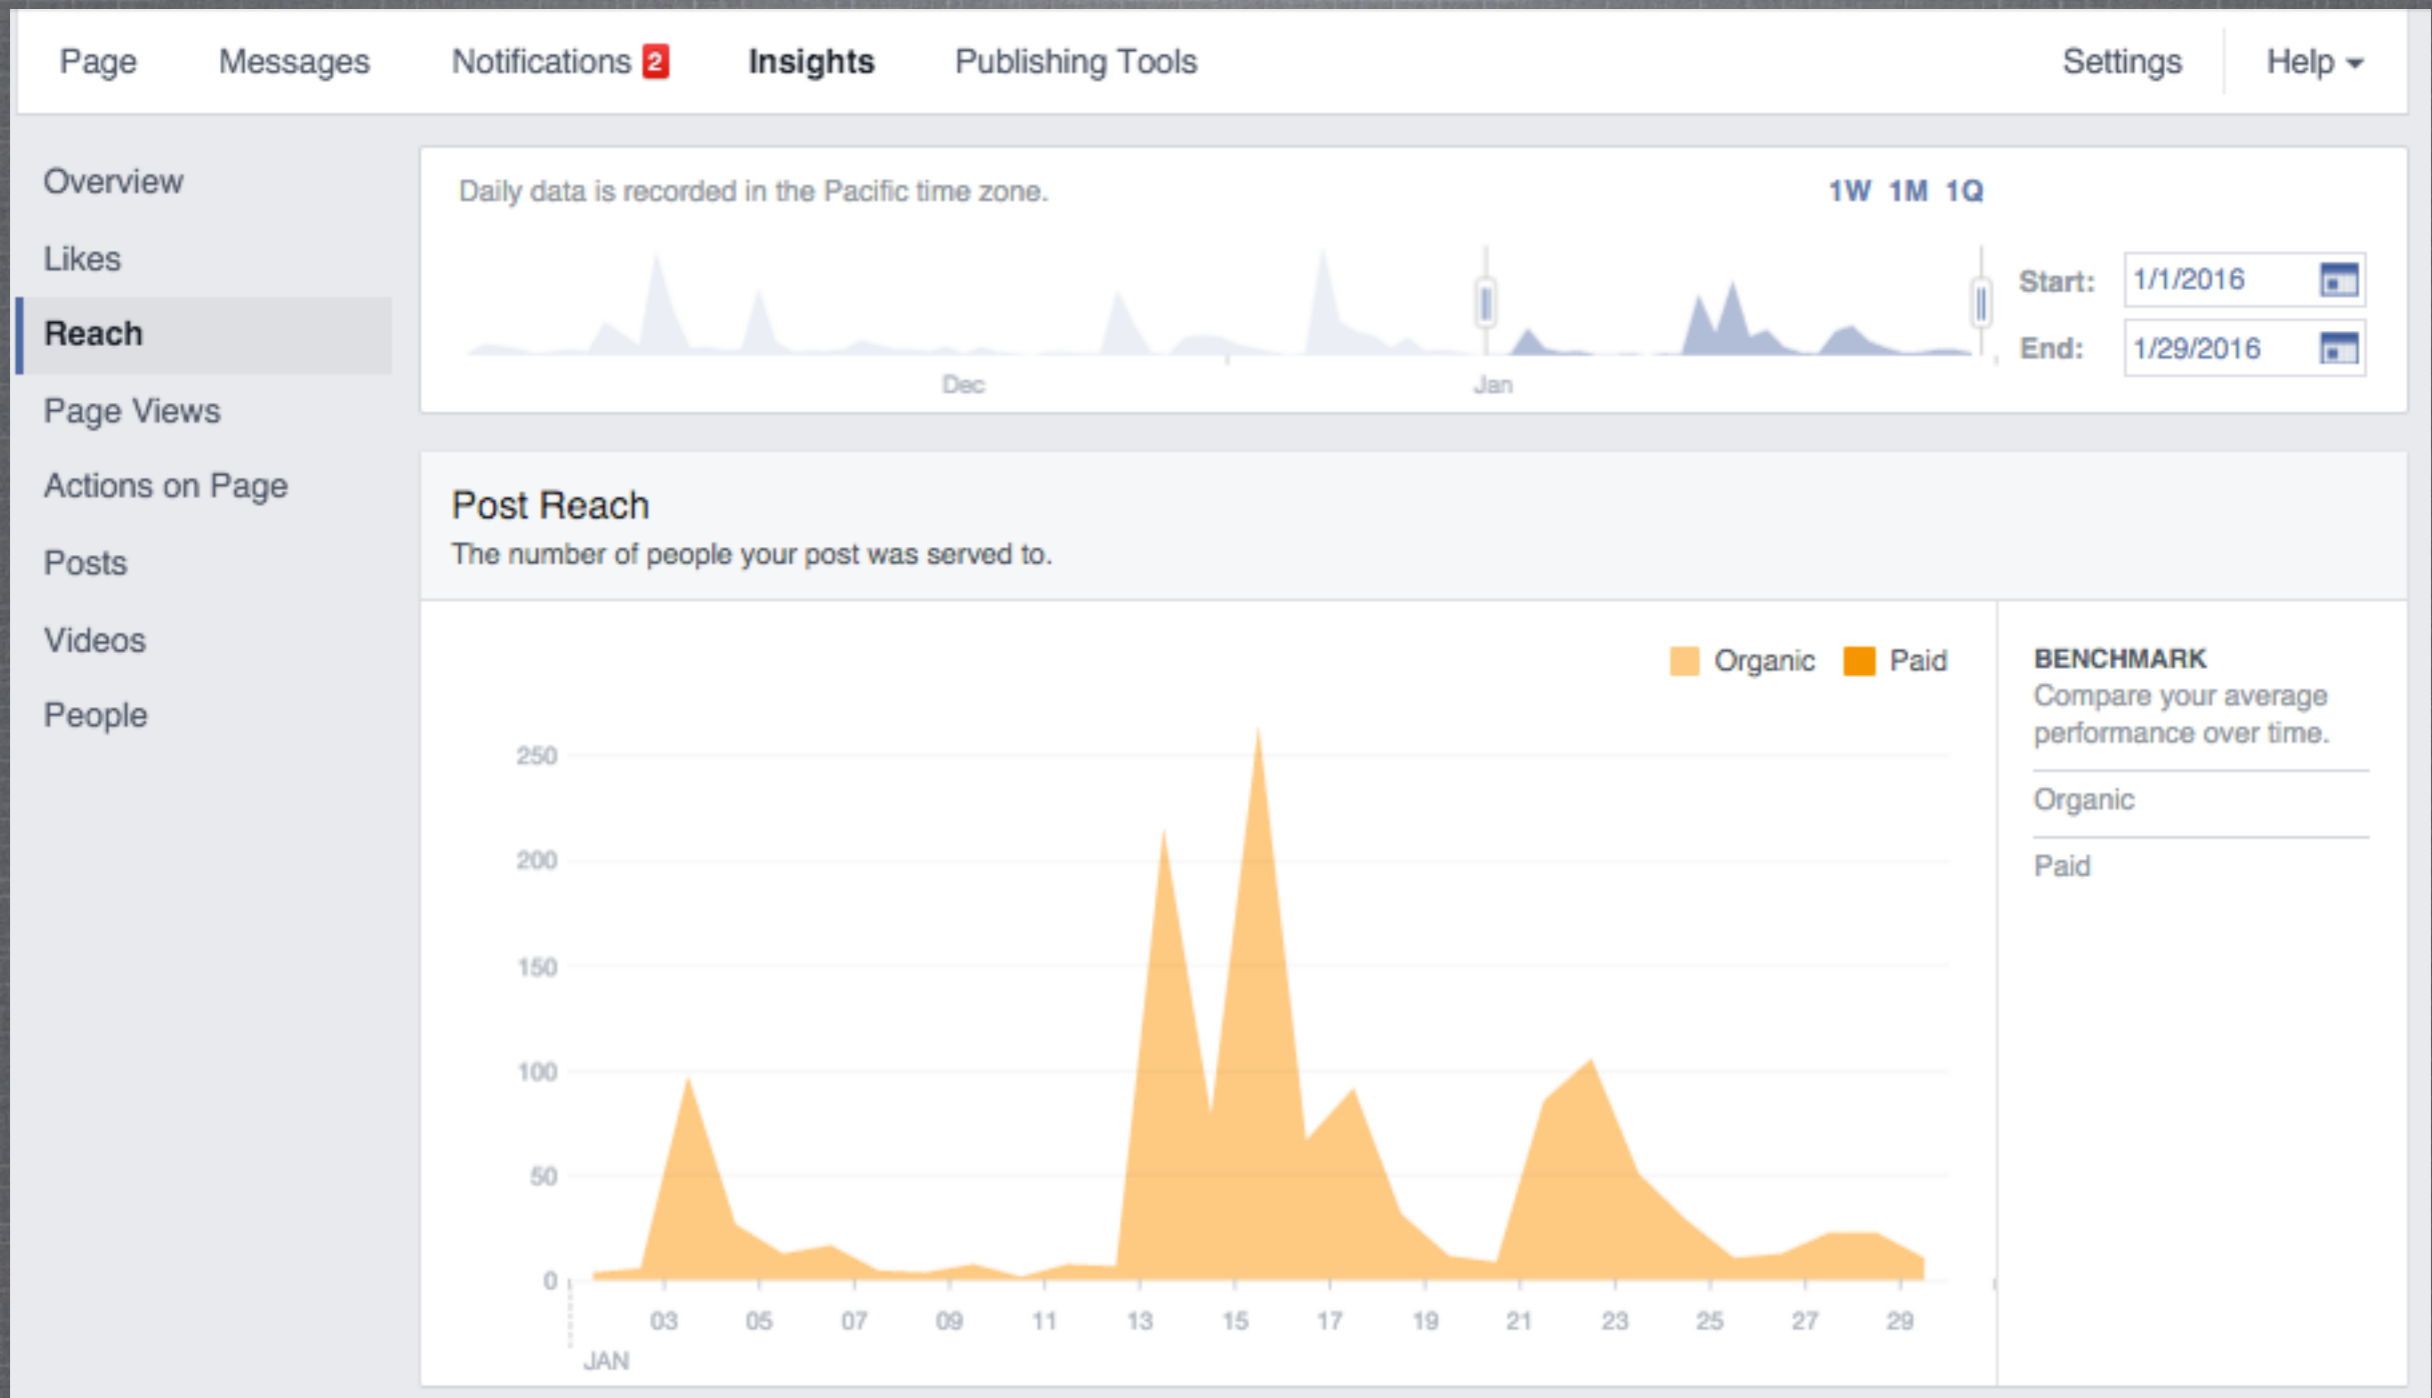 Page Messages Notifications 2 Insights Publishing Tools Settings Help
Overview
Likes
Reach
Page Views
Actions on Page
Posts
Videos
People
Daily data is recorded in the Pacific time zone.
1W 1M 1Q
Dec Jan
Start: 1/1/2016
End: 1/29/2016
Post Reach
The number of people your post was served to.
Organic Paid
250
200
150
100
50
0
03 05 07 09 11 13 15 17 19 21 23 25 27 29
JAN
BENCHMARK
Compare your average
performance over time.
Organic
Paid